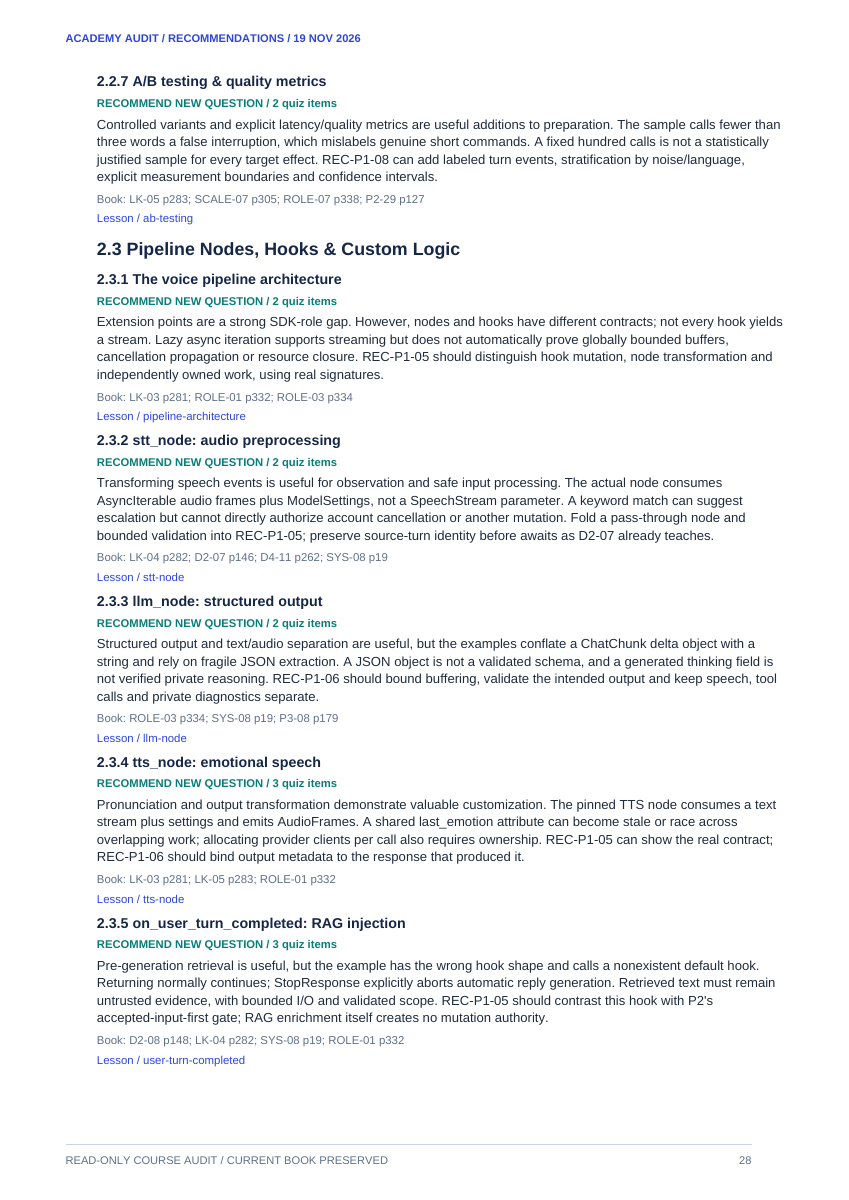 ACADEMY AUDIT / RECOMMENDATIONS / 19 NOV 2026
2.2.7 A/B testing & quality metrics
RECOMMEND NEW QUESTION / 2 quiz items
Controlled variants and explicit latency/quality metrics are useful additions to preparation. The sample calls fewer than
three words a false interruption, which mislabels genuine short commands. A fixed hundred calls is not a statistically
justified sample for every target effect. REC-P1-08 can add labeled turn events, stratification by noise/language,
explicit measurement boundaries and confidence intervals.
Book: LK-05 p283; SCALE-07 p305; ROLE-07 p338; P2-29 p127
Lesson / ab-testing
2.3 Pipeline Nodes, Hooks & Custom Logic
2.3.1 The voice pipeline architecture
RECOMMEND NEW QUESTION / 2 quiz items
Extension points are a strong SDK-role gap. However, nodes and hooks have different contracts; not every hook yields
a stream. Lazy async iteration supports streaming but does not automatically prove globally bounded buffers,
cancellation propagation or resource closure. REC-P1-05 should distinguish hook mutation, node transformation and
independently owned work, using real signatures.
Book: LK-03 p281; ROLE-01 p332; ROLE-03 p334
Lesson / pipeline-architecture
2.3.2 stt_node: audio preprocessing
RECOMMEND NEW QUESTION / 2 quiz items
Transforming speech events is useful for observation and safe input processing. The actual node consumes
AsyncIterable audio frames plus ModelSettings, not a SpeechStream parameter. A keyword match can suggest
escalation but cannot directly authorize account cancellation or another mutation. Fold a pass-through node and
bounded validation into REC-P1-05; preserve source-turn identity before awaits as D2-07 already teaches.
Book: LK-04 p282; D2-07 p146; D4-11 p262; SYS-08 p19
Lesson / stt-node
2.3.3 llm_node: structured output
RECOMMEND NEW QUESTION / 2 quiz items
Structured output and text/audio separation are useful, but the examples conflate a ChatChunk delta object with a
string and rely on fragile JSON extraction. A JSON object is not a validated schema, and a generated thinking field is
not verified private reasoning. REC-P1-06 should bound buffering, validate the intended output and keep speech, tool
calls and private diagnostics separate.
Book: ROLE-03 p334; SYS-08 p19; P3-08 p179
Lesson / llm-node
2.3.4 tts_node: emotional speech
RECOMMEND NEW QUESTION / 3 quiz items
Pronunciation and output transformation demonstrate valuable customization. The pinned TTS node consumes a text
stream plus settings and emits AudioFrames. A shared last_emotion attribute can become stale or race across
overlapping work; allocating provider clients per call also requires ownership. REC-P1-05 can show the real contract;
REC-P1-06 should bind output metadata to the response that produced it.
Book: LK-03 p281; LK-05 p283; ROLE-01 p332
Lesson / tts-node
2.3.5 on_user_turn_completed: RAG injection
RECOMMEND NEW QUESTION / 3 quiz items
Pre-generation retrieval is useful, but the example has the wrong hook shape and calls a nonexistent default hook.
Returning normally continues; StopResponse explicitly aborts automatic reply generation. Retrieved text must remain
untrusted evidence, with bounded I/O and validated scope. REC-P1-05 should contrast this hook with P2's
accepted-input-first gate; RAG enrichment itself creates no mutation authority.
Book: D2-08 p148; LK-04 p282; SYS-08 p19; ROLE-01 p332
Lesson / user-turn-completed
READ-ONLY COURSE AUDIT / CURRENT BOOK PRESERVED
28